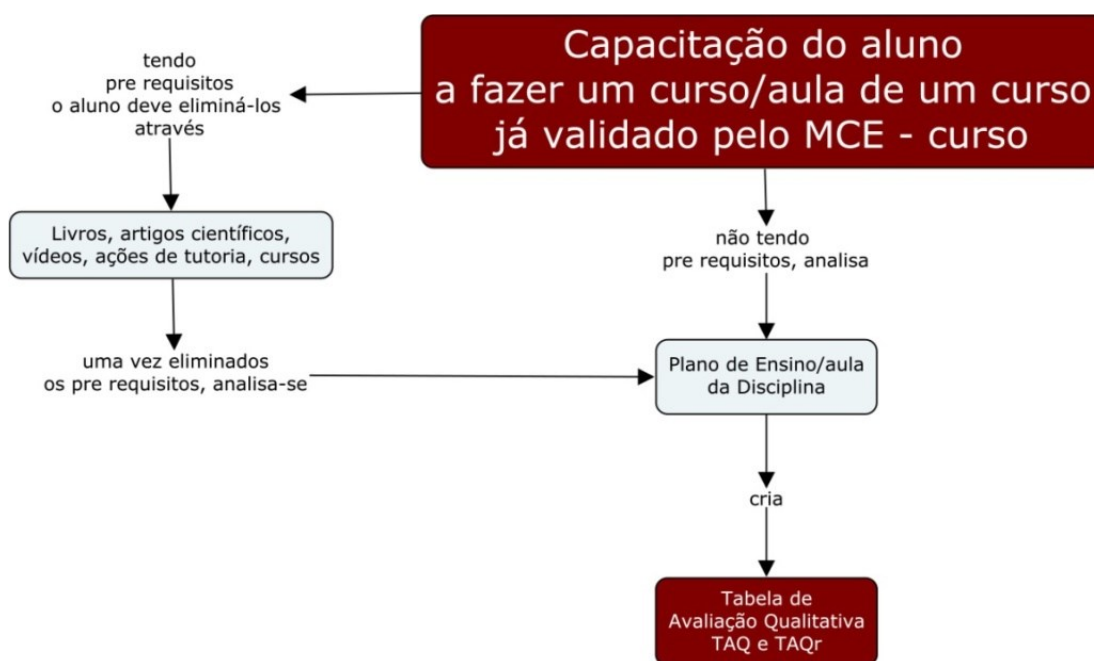 Capacitação do aluno
a fazer um curso/aula de um curso
já validado pelo MCE - curso
tendo
pre requisitos
o aluno deve eliminá-los
através
Livros, artigos científicos,
vídeos, ações de tutoria, cursos
uma vez eliminados
os pre requisitos, analisa-se
não tendo
pre requisitos, analisa
Plano de Ensino/aula
da Disciplina
cria
Tabela de
Avaliação Qualitativa
TAQ e TAQr